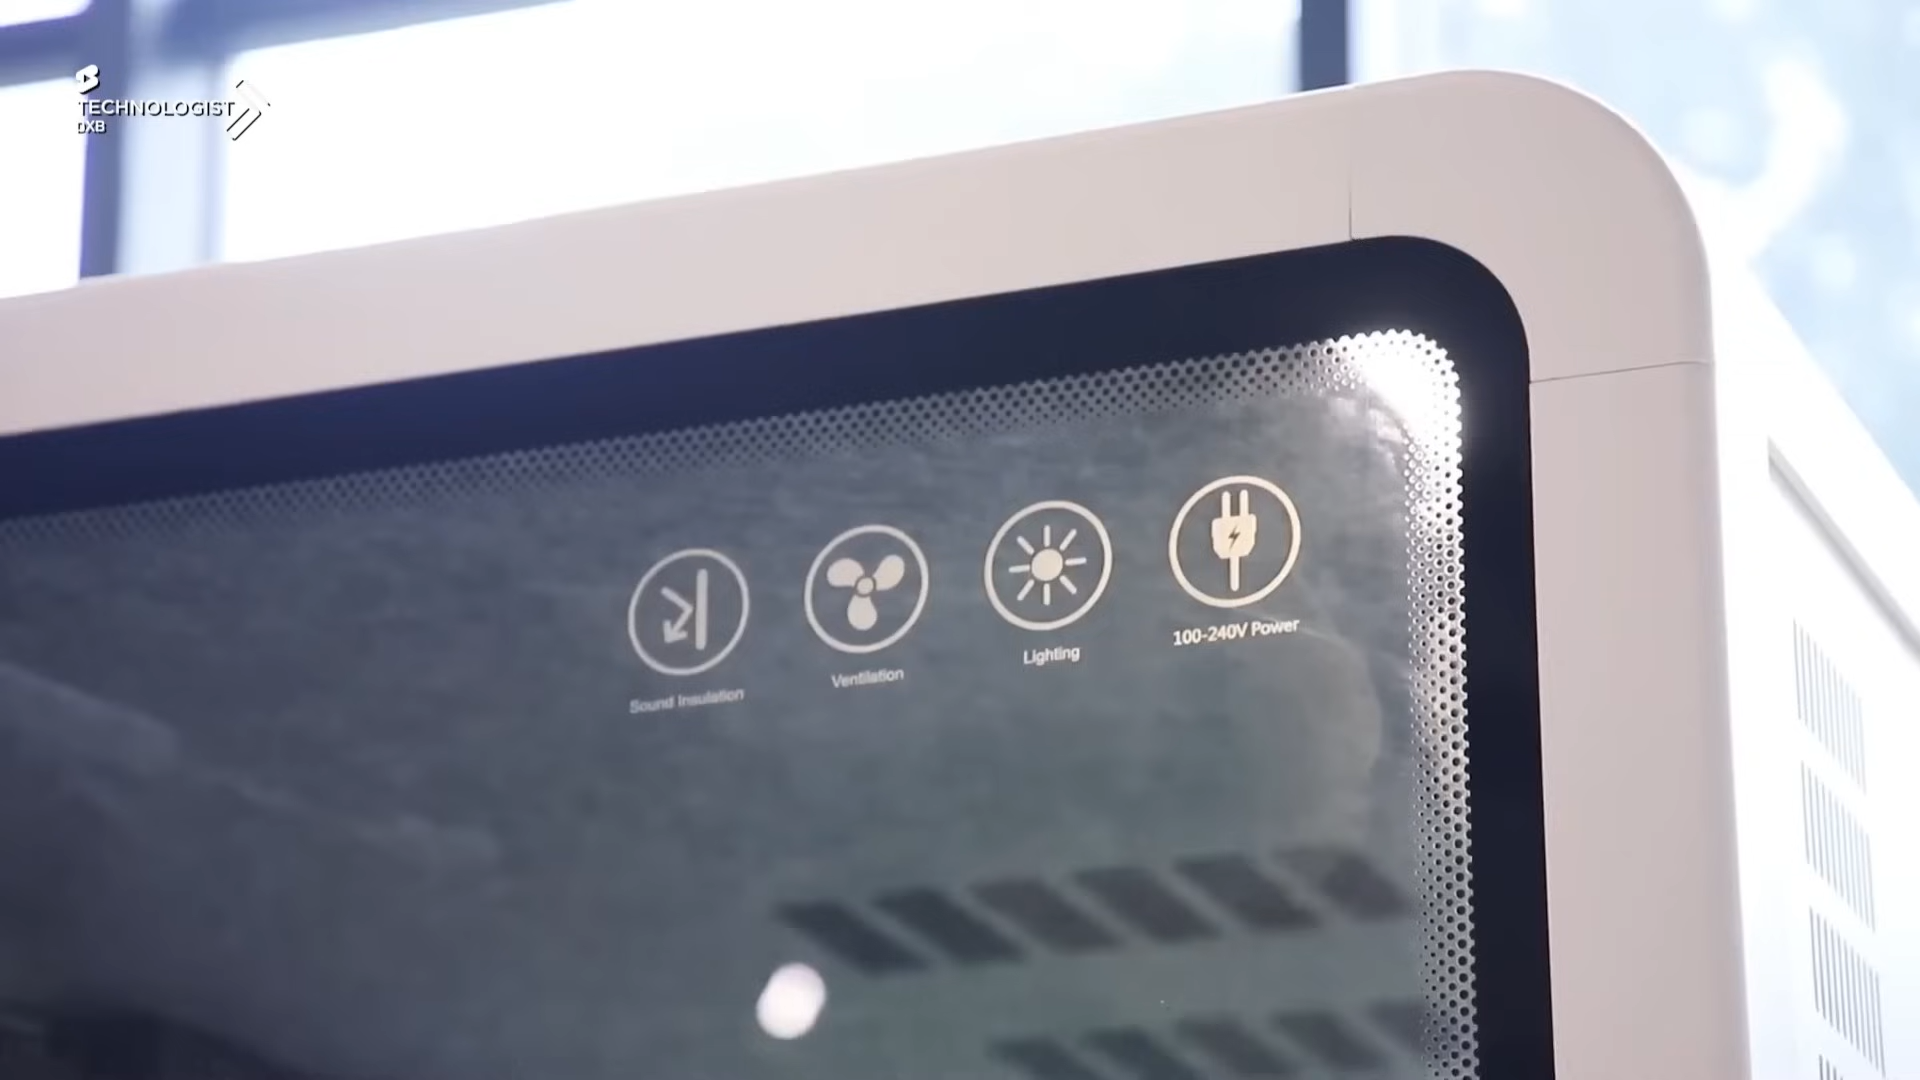 TECHNOLOGIST
DXB
Sound Insulation
Ventilation
Lighting
100-240V Power